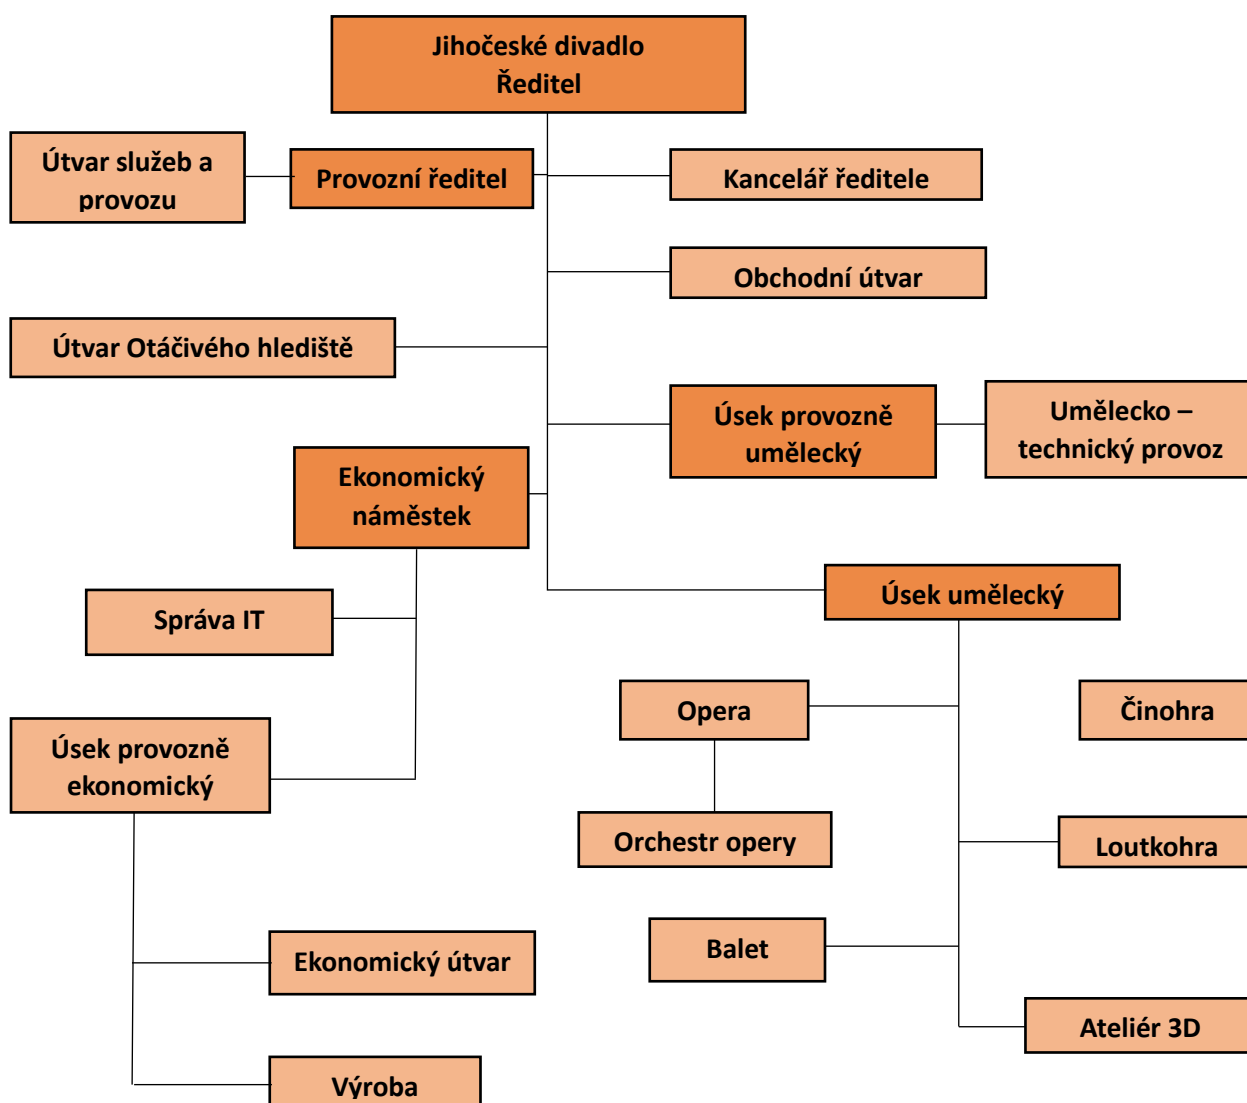 Jihočeské divadlo
Ředitel
Útvar služeb a
provozu
Provozní ředitel
Kancelář ředitele
Obchodní útvar
Útvar Otáčivého hlediště
Úsek provozně
umělecký
Umělecko –
technický provoz
Ekonomický
náměstek
Úsek umělecký
Správa IT
Opera
Činohra
Úsek provozně
ekonomický
Orchestr opery
Loutkohra
Balet
Ekonomický útvar
Ateliér 3D
Výroba